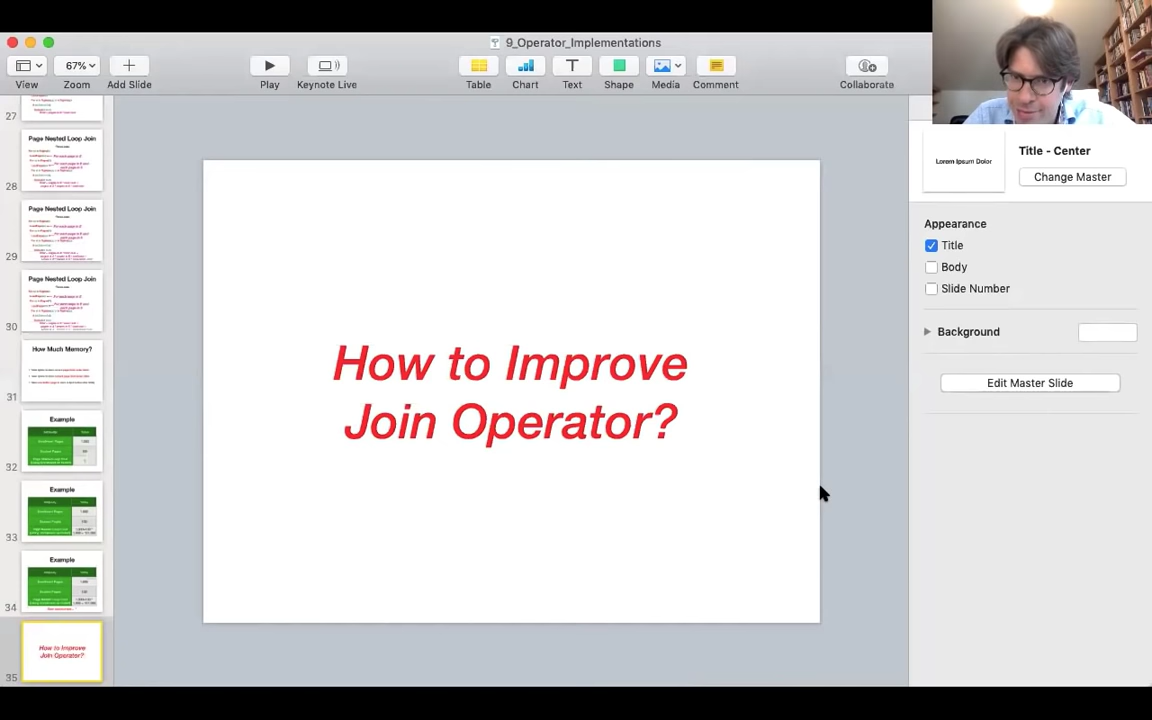 9_Operator_Implementations
View
67%
Zoom
Add Slide
Play
Keynote Live
Table
Chart
Text
Shape
Media
Comment
Collaborate
27
Page Nested Loop Join
28
Page Nested Loop Join
29
Page Nested Loop Join
30
How Much Memory?
31
Example
32
Example
33
Example
34
How to Improve
Join Operator?
35
How to Improve
Join Operator?
Lorem Ipsum Dolor
Title - Center
Change Master
Appearance
Title
Body
Slide Number
Background
Edit Master Slide